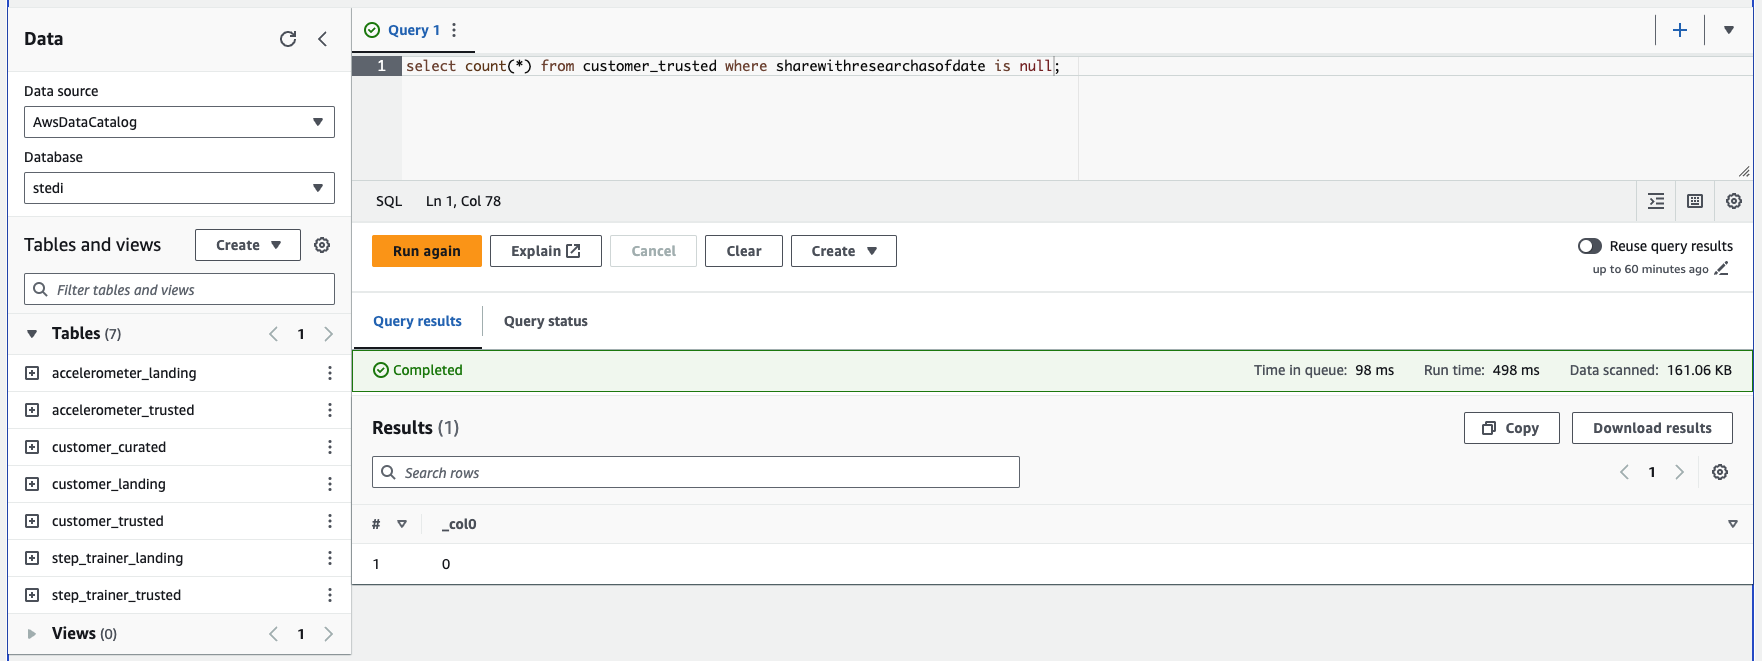 Data
Data source
AwsDataCatalog
Database
stedi
Tables and views
Create
Filter tables and views
Tables (7)
1
accelerometer_landing
accelerometer_trusted
customer_curated
customer_landing
customer_trusted
step_trainer_landing
step_trainer_trusted
Views (0)
1
Query 1
1 select count(*) from customer_trusted where sharewithresearchasofdate is null;
SQL Ln 1, Col 78
Run again Explain Cancel Clear Create
Reuse query results
up to 60 minutes ago
Query results Query status
Completed Time in queue: 98 ms Run time: 498 ms Data scanned: 161.06 KB
Results (1) Copy Download results
Search rows 1
# _col0
1 0